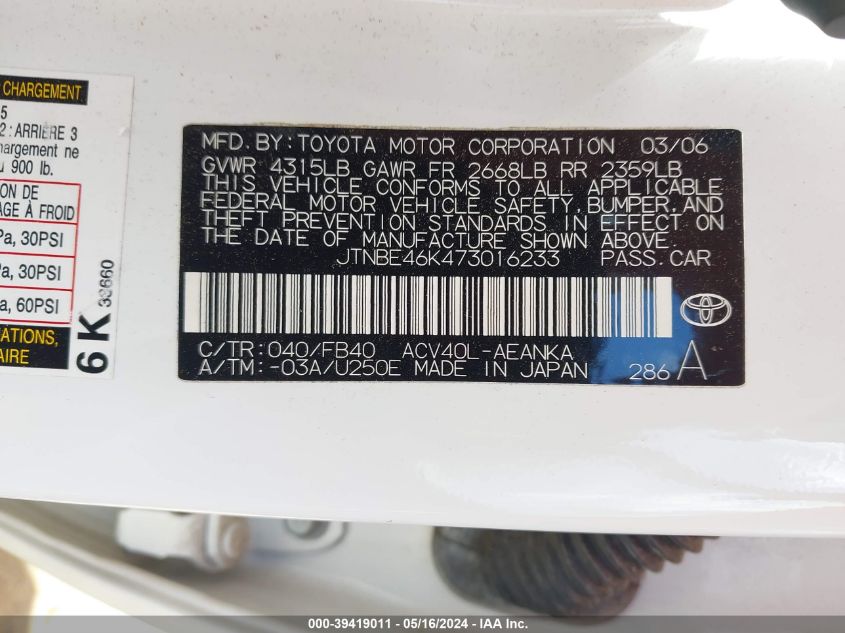 CHARGEMENT
5
2: ARRIÈRE 3
hargement ne
900 lb.
ION DE
AGE À FROID
Pa, 30PSI
a, 30PSI
a, 60PSI
ATIONS,
AIRE
6K 33660
MFD. BY: TOYOTA MOTOR CORPORATION 03/06
GVWR 4315LB GAWR FR 2668LB RR 2359LB
THIS VEHICLE CONFORMS TO ALL APPLICABLE
FEDERAL MOTOR VEHICLE SAFETY, BUMPER, AND
THEFT PREVENTION STANDARDS IN EFFECT ON
THE DATE OF MANUFACTURE SHOWN ABOVE.
JTNBE46K473016233 PASS. CAR
C/TR: 040/FB40 ACV40L-AEANKA
A/TM: -03A/U250E MADE IN JAPAN 286 A
000-39419011 - 05/16/2024 - IAA Inc.